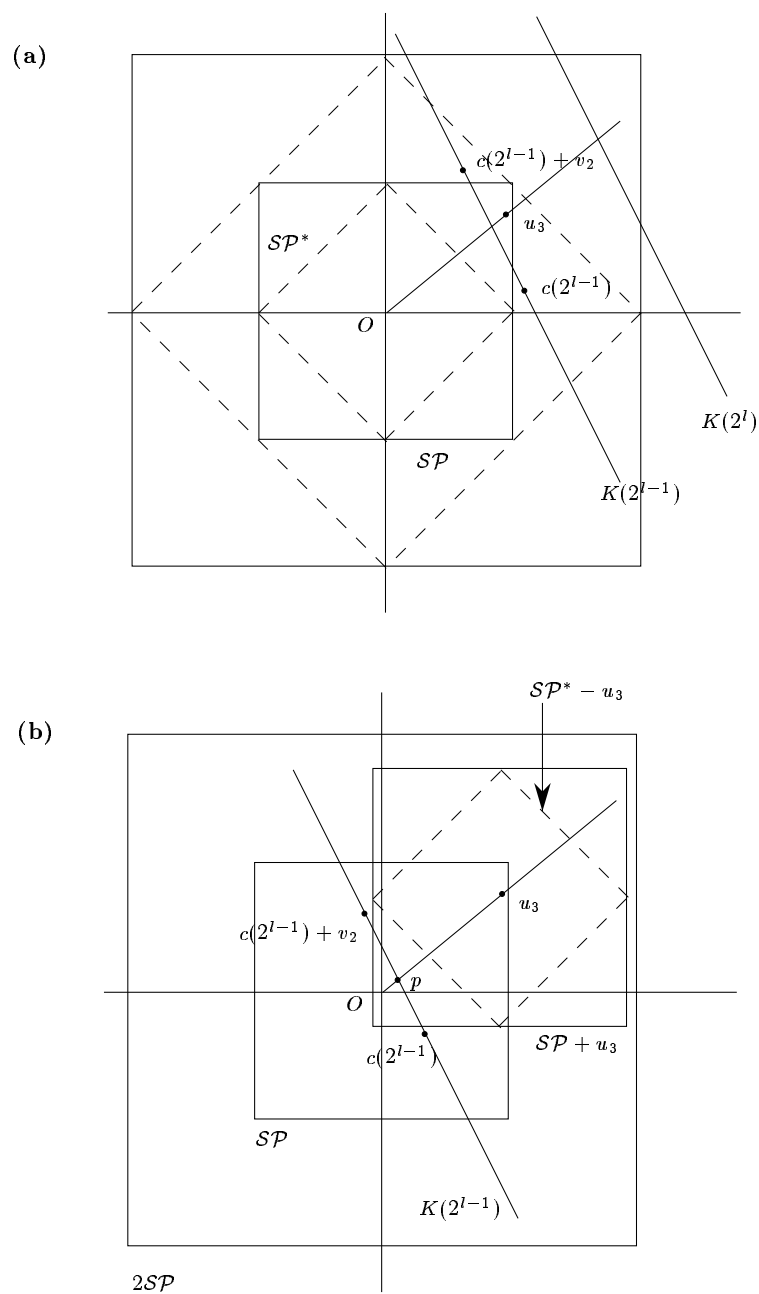 (a)
c(2^{l−1}) + v_2
u_3
SP*
c(2^{l−1})
O
K(2^l)
SP
K(2^{l−1})
SP* − u_3
(b)
u_3
c(2^{l−1}) + v_2
p
O
SP + u_3
c(2^{l−1})
SP
K(2^{l−1})
2SP